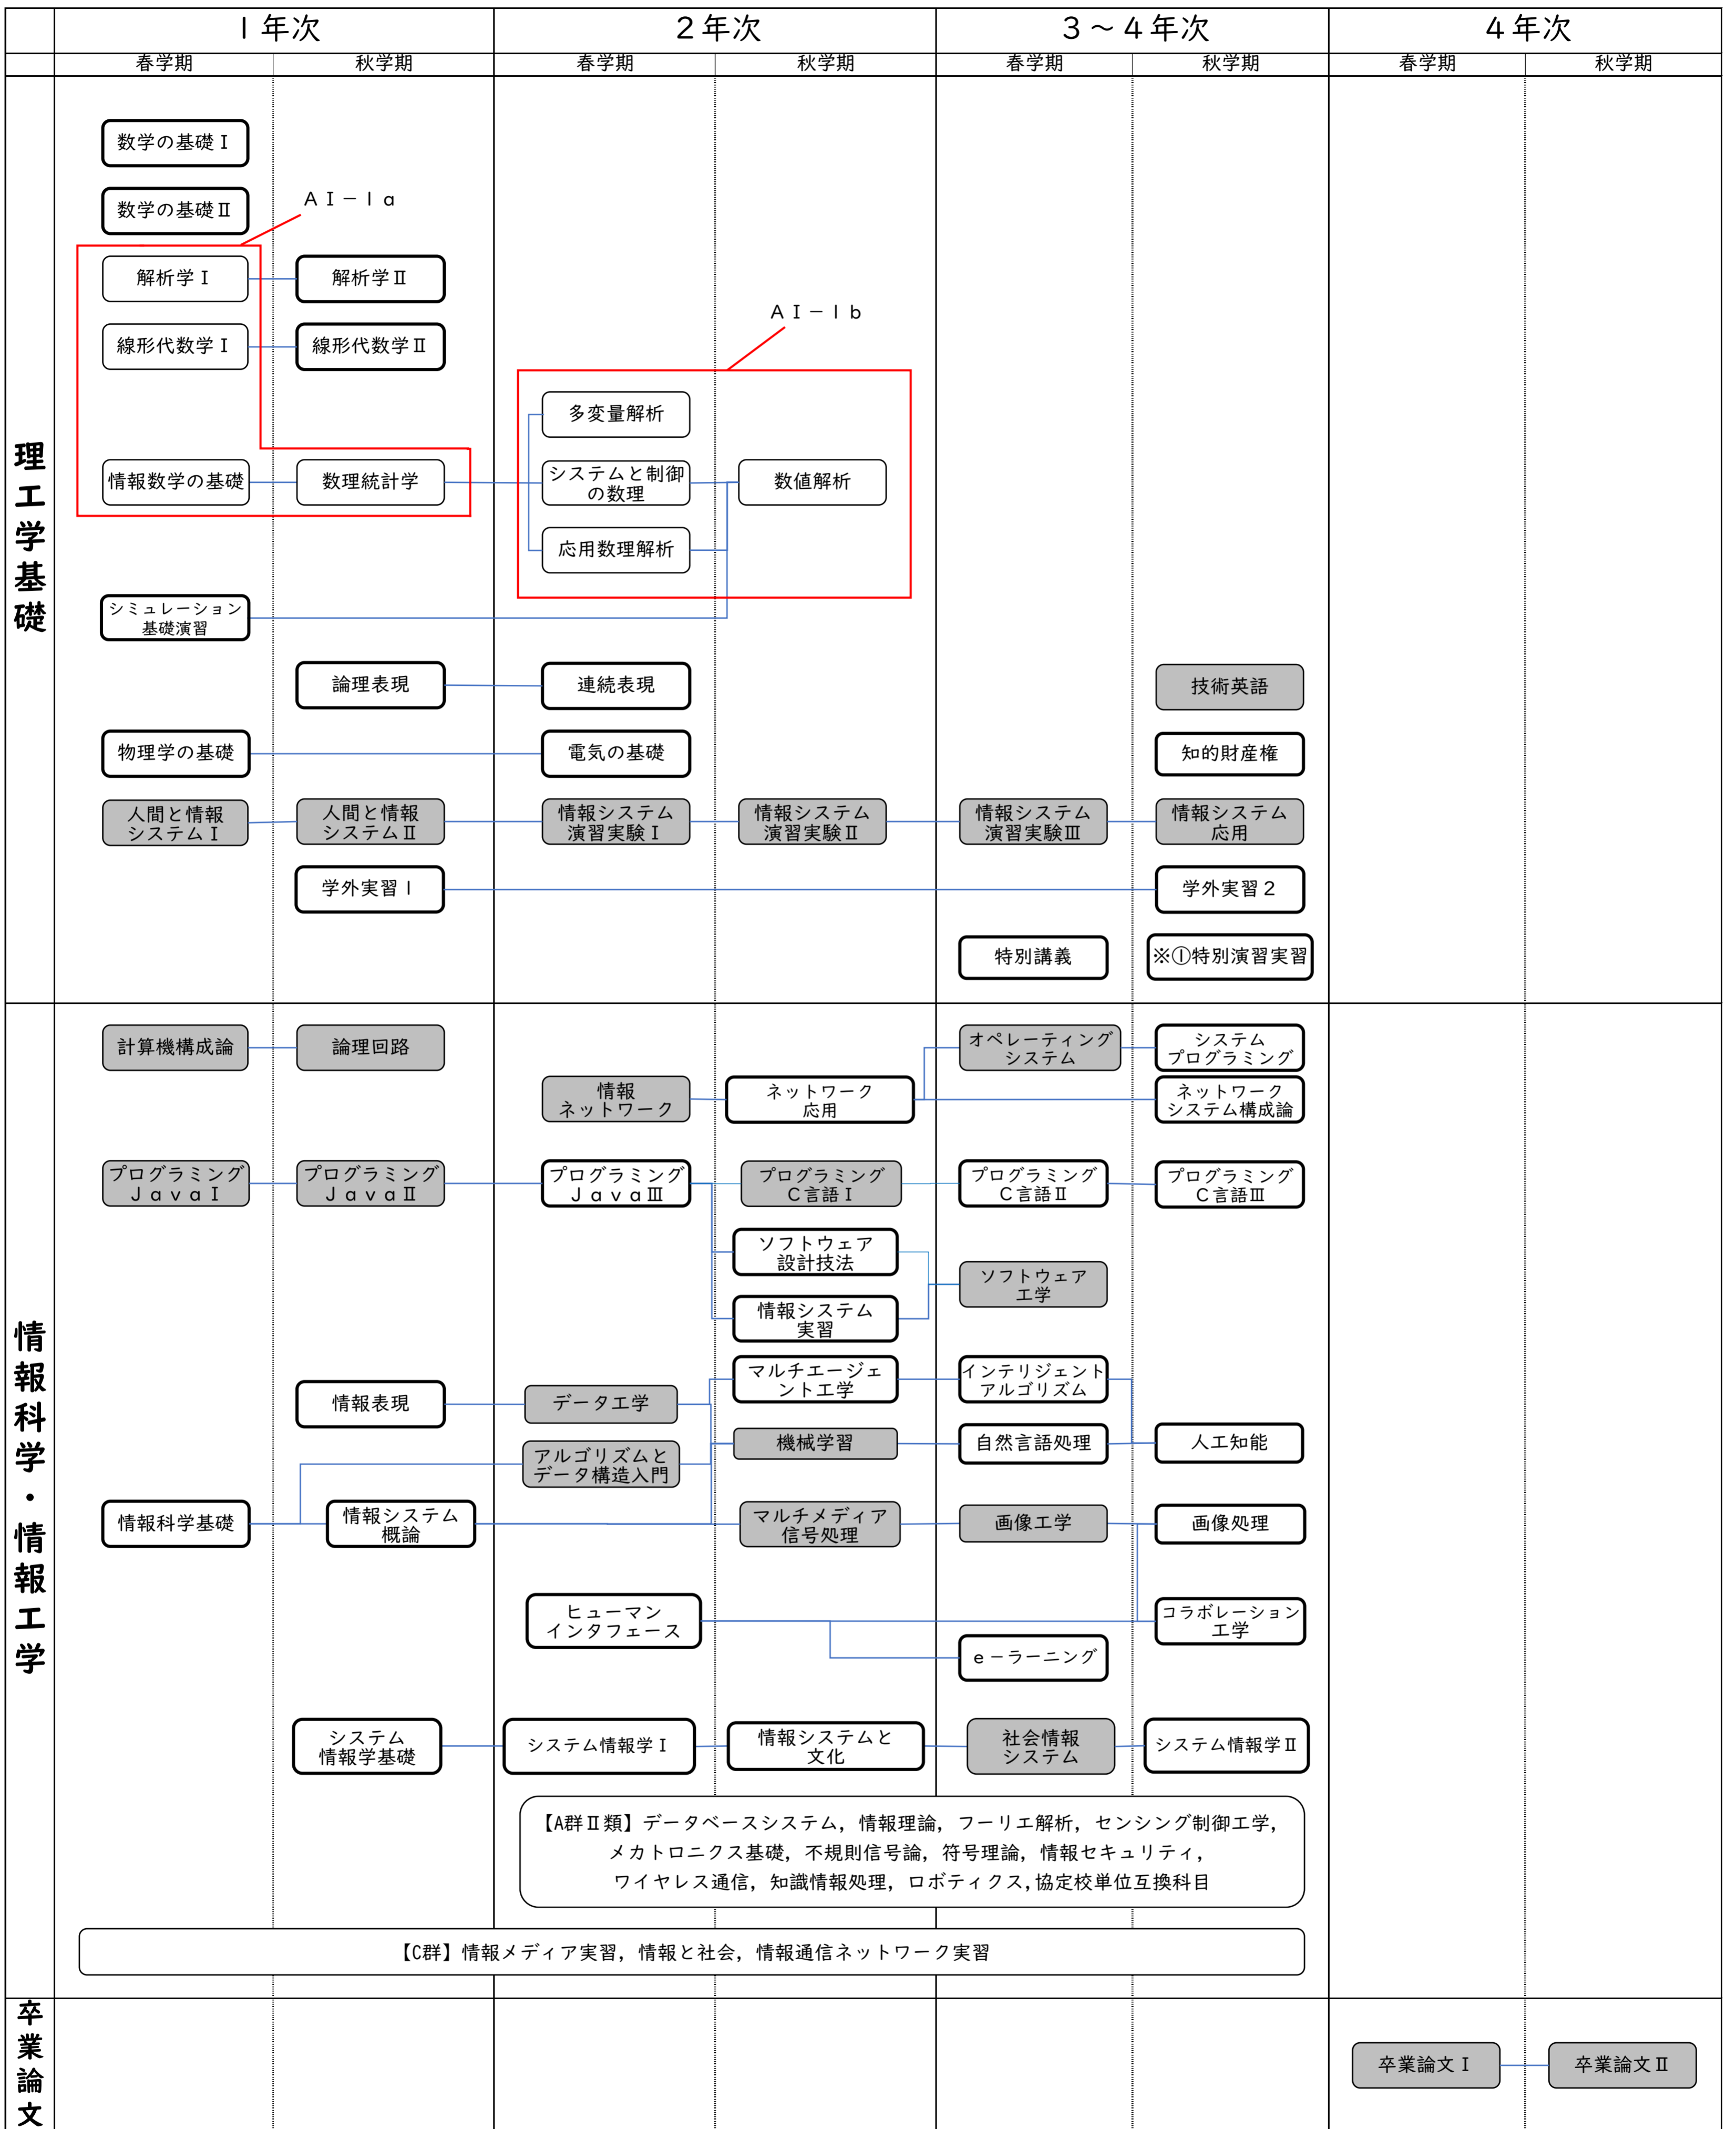 １年次
２年次
３～４年次
４年次
春学期
秋学期
春学期
秋学期
春学期
秋学期
春学期
秋学期
理工学基礎
数学の基礎Ⅰ
数学の基礎Ⅱ
ＡＩ－１ａ
解析学Ⅰ
解析学Ⅱ
ＡＩ－１ｂ
線形代数学Ⅰ
線形代数学Ⅱ
多変量解析
情報数学の基礎
数理統計学
システムと制御
の数理
数値解析
応用数理解析
シミュレーション
基礎演習
論理表現
連続表現
技術英語
物理学の基礎
電気の基礎
知的財産権
人間と情報
システムⅠ
人間と情報
システムⅡ
情報システム
演習実験Ⅰ
情報システム
演習実験Ⅱ
情報システム
演習実験Ⅲ
情報システム
応用
学外実習１
学外実習２
特別講義
※①特別演習実習
情報科学・情報工学
計算機構成論
論理回路
オペレーティング
システム
システム
プログラミング
情報
ネットワーク
ネットワーク
応用
ネットワーク
システム構成論
プログラミング
ＪａｖａⅠ
プログラミング
ＪａｖａⅡ
プログラミング
ＪａｖａⅢ
プログラミング
Ｃ言語Ⅰ
プログラミング
Ｃ言語Ⅱ
プログラミング
Ｃ言語Ⅲ
ソフトウェア
設計技法
ソフトウェア
工学
情報システム
実習
情報表現
データ工学
マルチエージェ
ント工学
インテリジェント
アルゴリズム
アルゴリズムと
データ構造入門
機械学習
自然言語処理
人工知能
情報科学基礎
情報システム
概論
マルチメディア
信号処理
画像工学
画像処理
ヒューマン
インタフェース
コラボレーション
工学
ｅ－ラーニング
システム
情報学基礎
システム情報学Ⅰ
情報システムと
文化
社会情報
システム
システム情報学Ⅱ
【A群Ⅱ類】データベースシステム，情報理論，フーリエ解析，センシング制御工学，
メカトロニクス基礎，不規則信号論，符号理論，情報セキュリティ，
ワイヤレス通信，知識情報処理，ロボティクス,協定校単位互換科目
【C群】情報メディア実習，情報と社会，情報通信ネットワーク実習
卒業論文
卒業論文Ⅰ
卒業論文Ⅱ